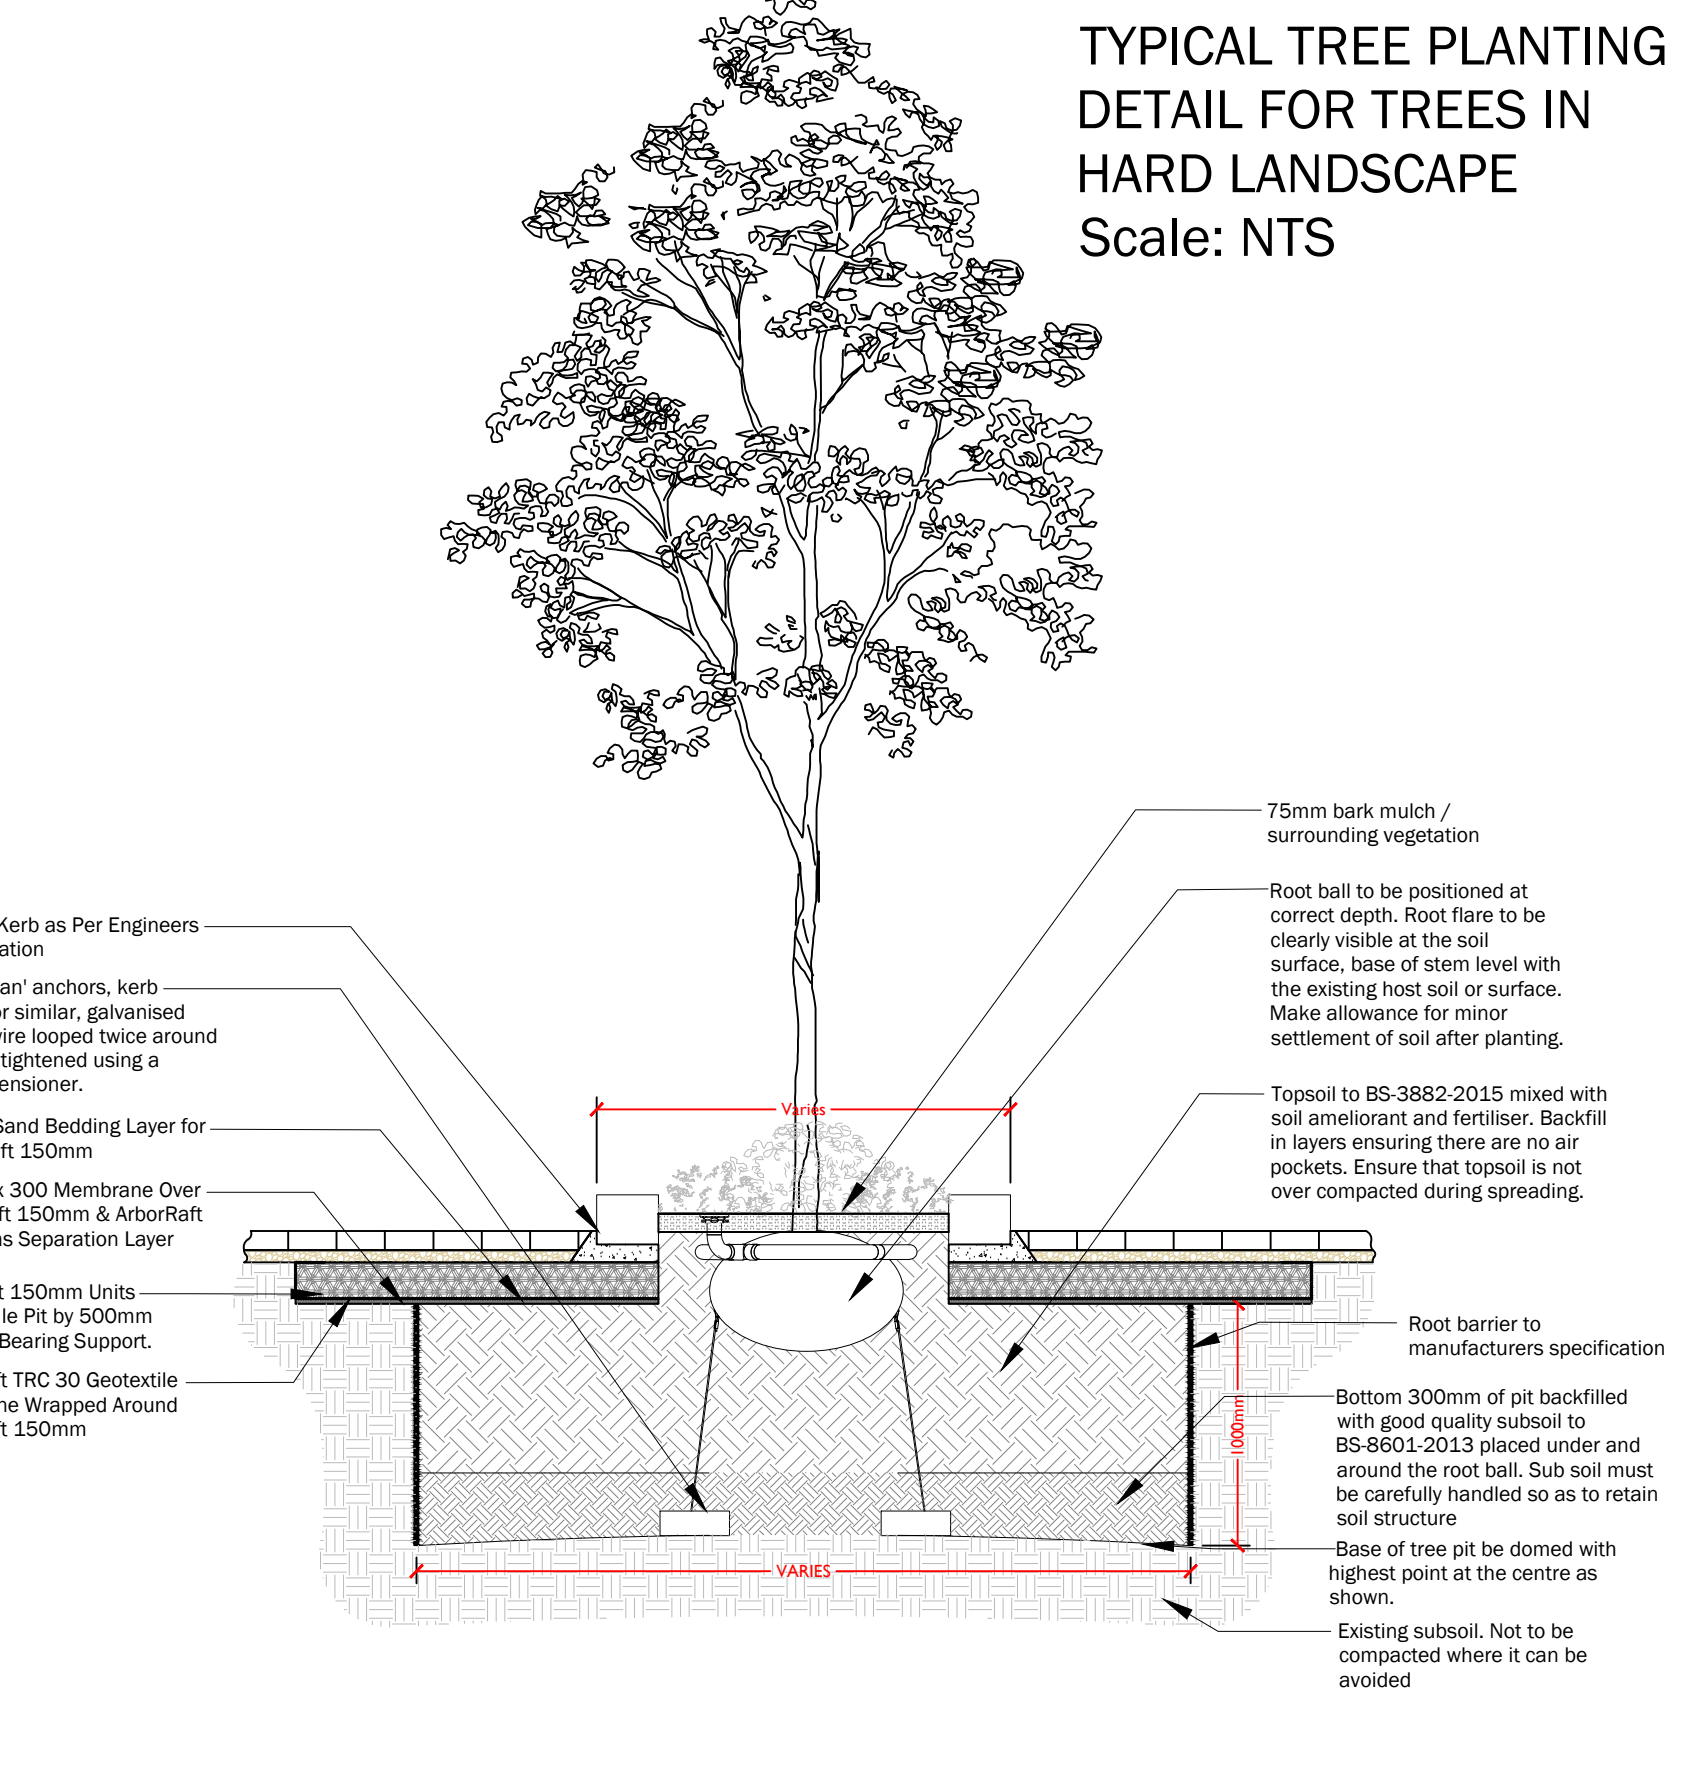 TYPICAL TREE PLANTING
DETAIL FOR TREES IN
HARD LANDSCAPE
Scale: NTS
75mm bark mulch /
surrounding vegetation
Root ball to be positioned at
correct depth. Root flare to be
clearly visible at the soil
surface, base of stem level with
the existing host soil or surface.
Make allowance for minor
settlement of soil after planting.
Topsoil to BS-3882-2015 mixed with
soil ameliorant and fertiliser. Backfill
in layers ensuring there are no air
pockets. Ensure that topsoil is not
over compacted during spreading.
Root barrier to
manufacturers specification
Bottom 300mm of pit backfilled
with good quality subsoil to
BS-8601-2013 placed under and
around the root ball. Sub soil must
be carefully handled so as to retain
soil structure
Base of tree pit be domed with
highest point at the centre as
shown.
Existing subsoil. Not to be
compacted where it can be
avoided
Kerb as Per Engineers
ation
an' anchors, kerb
or similar, galvanised
wire looped twice around
tightened using a
ensioner.
Sand Bedding Layer for
ft 150mm
x 300 Membrane Over
ft 150mm & ArborRaft
as Separation Layer
t 150mm Units
le Pit by 500mm
Bearing Support.
ft TRC 30 Geotextile
ne Wrapped Around
ft 150mm
Varies
1000mm
VARIES